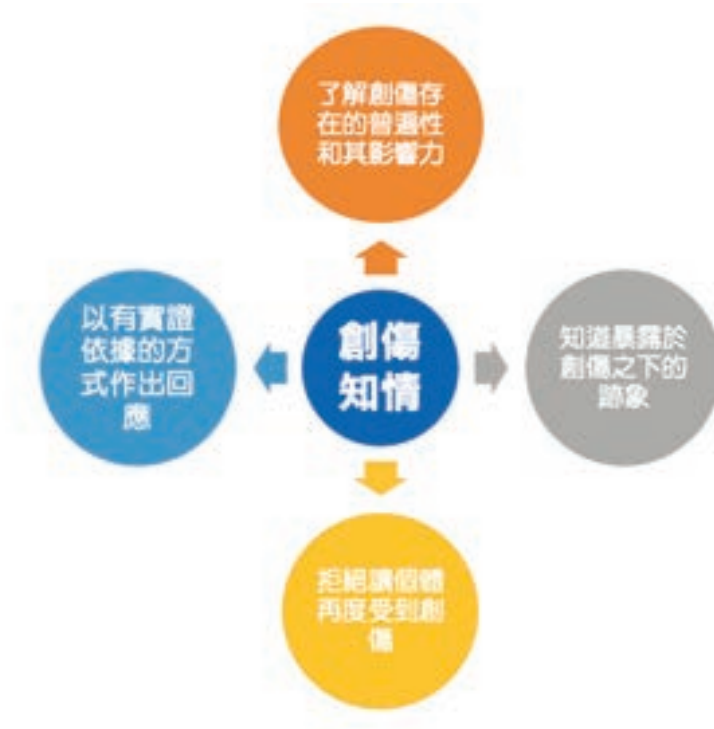 了解創傷存
在的普遍性
和其影響力
以有實證
依據的方
式作出回
應
創傷
知情
知道暴露於
創傷之下的
跡象
拒絕讓個體
再度受到創
傷